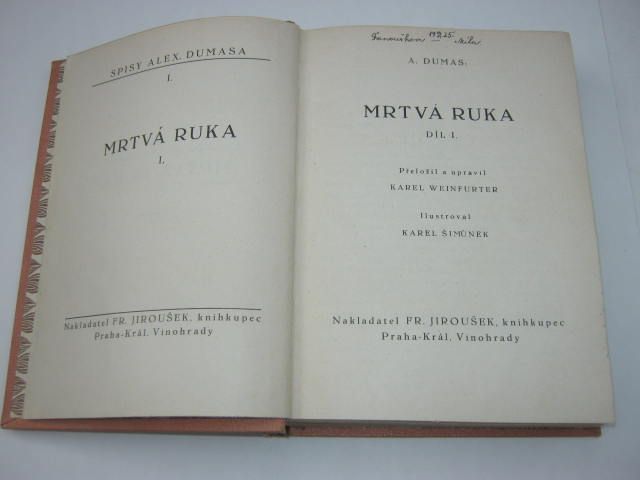 SPISY ALEX. DUMASA
I.
MRTVÁ RUKA
I.
Nakladatel FR. JIROUŠEK, knihkupec
Praha-Král. Vinohrady
A. DUMAS:
MRTVÁ RUKA
DÍL I.
Přeložil a upravil
KAREL WEINFURTER
Ilustroval
KAREL ŠIMŮNEK
Nakladatel FR. JIROUŠEK, knihkupec
Praha-Král. Vinohrady